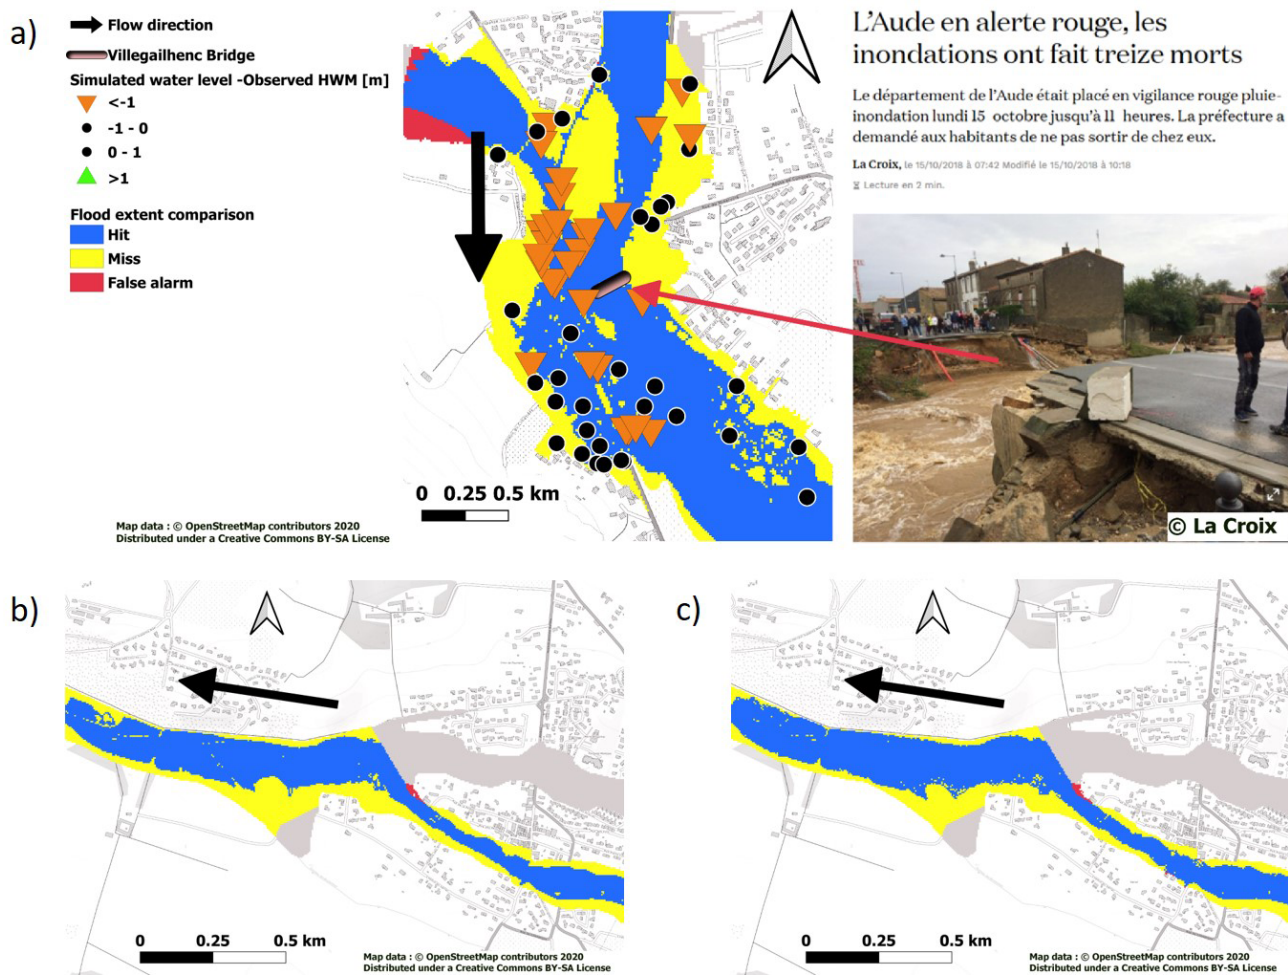 a)
Flow direction
Villegailhenc Bridge
Simulated water level -Observed HWM [m]
<-1
-1 - 0
0 - 1
>1
Flood extent comparison
Hit
Miss
False alarm
0 0.25 0.5 km
Map data : © OpenStreetMap contributors 2020
Distributed under a Creative Commons BY-SA License
L'Aude en alerte rouge, les
inondations ont fait treize morts
Le département de l'Aude était placé en vigilance rouge pluie-
inondation lundi 15 octobre jusqu'à 11 heures. La préfecture a
demandé aux habitants de ne pas sortir de chez eux.
La Croix, le 15/10/2018 à 07:42 Modifié le 15/10/2018 à 10:18
Lecture en 2 min.
© La Croix
b)
0 0.25 0.5 km
Map data : © OpenStreetMap contributors 2020
Distributed under a Creative Commons BY-SA License
c)
0 0.25 0.5 km
Map data : © OpenStreetMap contributors 2020
Distributed under a Creative Commons BY-SA License